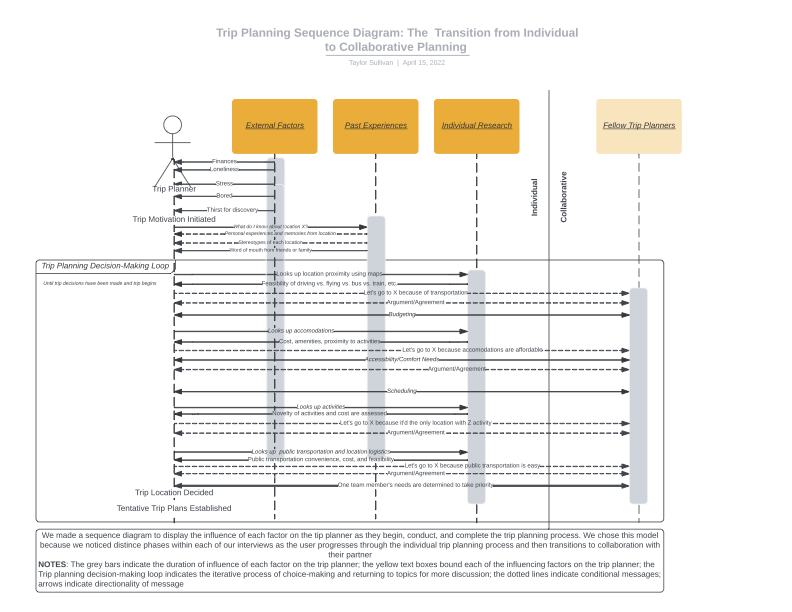 Trip Planning Sequence Diagram: The Transition from Individual
to Collaborative Planning
Taylor Sullivan | April 15, 2022
External Factors
Past Experiences
Individual Research
Fellow Trip Planners
Individual
Collaborative
Finances
Loneliness
Stress
Trip Planner
Bored
Thirst for discovery
Trip Motivation Initiated
What do I know about location X?
Personal experiences and memories from location
Stereotypes of each location
Word of mouth from friends or family
Trip Planning Decision-Making Loop
Until trip decisions have been made and trip begins
Looks up location proximity using maps
Feasibility of driving vs. flying vs. bus vs. train, etc.
Let's go to X because of transportation
Argument/Agreement
Budgeting
Looks up accomodations
Cost, amenities, proximity to activities
Let's go to X because accomodations are affordable
Accessibility/Comfort Needs
Argument/Agreement
Scheduling
Looks up activities
Novelty of activities and cost are assessed
Let's go to X because it'd the only location with Z activity
Argument/Agreement
Looks up public transportation and location logistics
Public transportation convenience, cost, and feasibility
Let's go to X because public transportation is easy
Argument/Agreement
One team member's needs are determined to take priority
Trip Location Decided
Tentative Trip Plans Established
We made a sequence diagram to display the influence of each factor on the tip planner as they begin, conduct, and complete the trip planning process. We chose this model
because we noticed distince phases within each of our interviews as the user progresses through the individual trip planning process and then transitions to collaboration with
their partner
NOTES: The grey bars indicate the duration of influence of each factor on the trip planner; the yellow text boxes bound each of the influencing factors on the trip planner; the
Trip planning decision-making loop indicates the iterative process of choice-making and returning to topics for more discussion; the dotted lines indicate conditional messages;
arrows indicate directionality of message